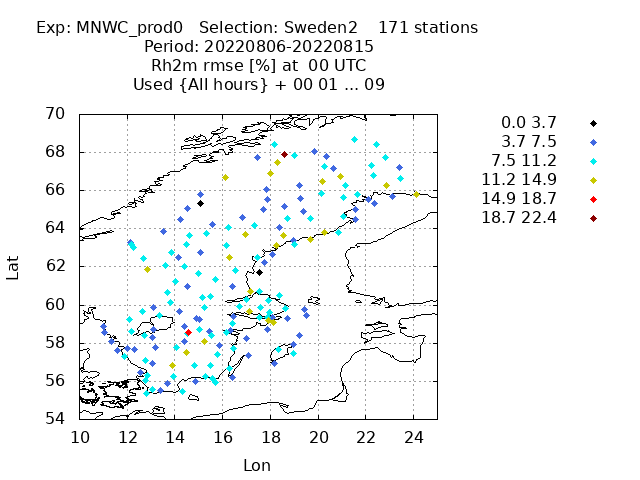 Exp: MNWC_prod0   Selection: Sweden2    171 stations
Period: 20220806-20220815
Rh2m rmse [%] at  00 UTC
Used {All hours} + 00 01 ... 09
70
68
66
64
62
60
58
56
54
Lat
10 12 14 16 18 20 22 24
Lon
0.0 3.7
3.7 7.5
7.5 11.2
11.2 14.9
14.9 18.7
18.7 22.4